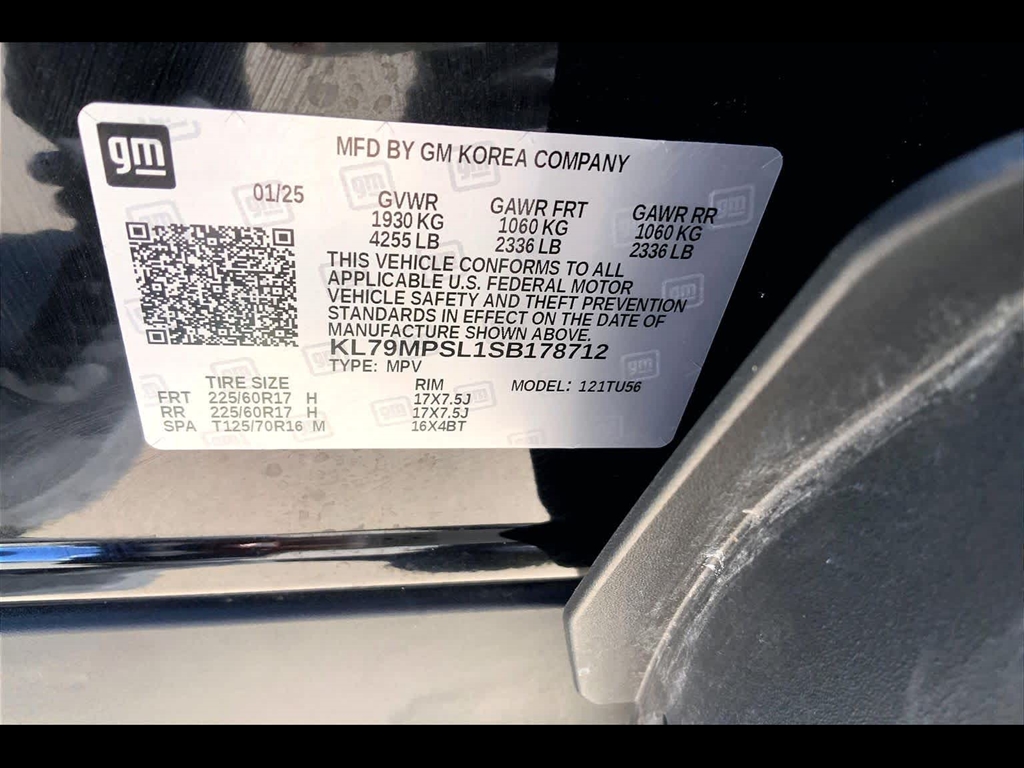 gm
MFD BY GM KOREA COMPANY
01/25
GVWR GAWR FRT GAWR RR
1930 KG 1060 KG 1060 KG
4255 LB 2336 LB 2336 LB
THIS VEHICLE CONFORMS TO ALL
APPLICABLE U.S. FEDERAL MOTOR
VEHICLE SAFETY AND THEFT PREVENTION
STANDARDS IN EFFECT ON THE DATE OF
MANUFACTURE SHOWN ABOVE.
KL79MPSL1SB178712
TYPE: MPV
TIRE SIZE RIM MODEL: 121TU56
FRT 225/60R17 H 17X7.5J
RR 225/60R17 H 17X7.5J
SPA T125/70R16 M 16X4BT